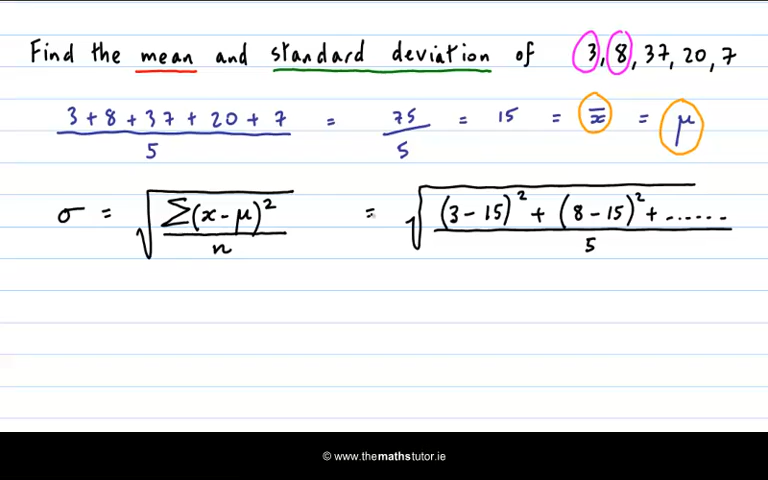 Find the mean and standard deviation of 3, 8, 37, 20, 7
3 + 8 + 37 + 20 + 7 / 5 = 75 / 5 = 15 = x̄ = μ
σ = √(Σ(x - μ)² / n) = √((3 - 15)² + (8 - 15)² + ...... / 5)
© www.themathstutor.ie